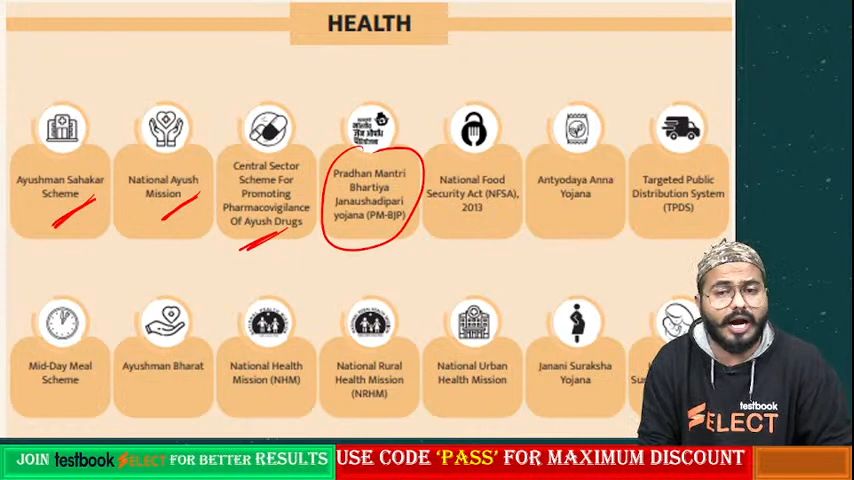 HEALTH
Ayushman Sahakar
Scheme
National Ayush
Mission
Central Sector
Scheme For
Promoting
Pharmacovigilance
Of Ayush Drugs
Pradhan Mantri
Bhartiya
Janaushadipari
yojana (PM-BJP)
National Food
Security Act (NFSA),
2013
Antyodaya Anna
Yojana
Targeted Public
Distribution System
(TPDS)
Mid-Day Meal
Scheme
Ayushman Bharat
National Health
Mission (NHM)
National Rural
Health Mission
(NRHM)
National Urban
Health Mission
Janani Suraksha
Yojana
testbook
SELECT
JOIN testbook SELECT FOR BETTER RESULTS
USE CODE ‘PASS’ FOR MAXIMUM DISCOUNT